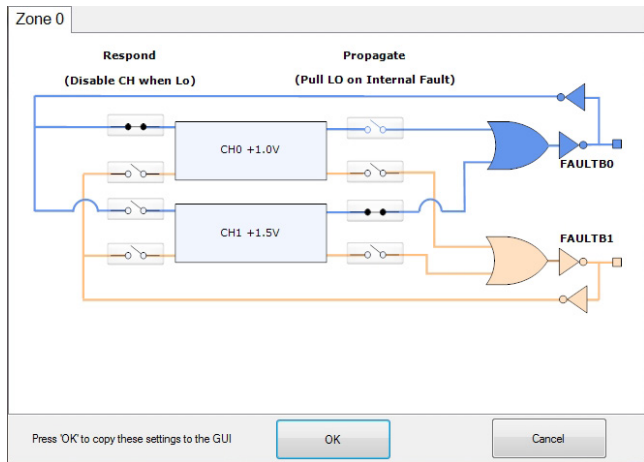 Zone 0
Respond
(Disable CH when Lo)
Propagate
(Pull LO on Internal Fault)
CH0 +1.0V
FAULTB0
CH1 +1.5V
FAULTB1
Press 'OK' to copy these settings to the GUI
OK
Cancel